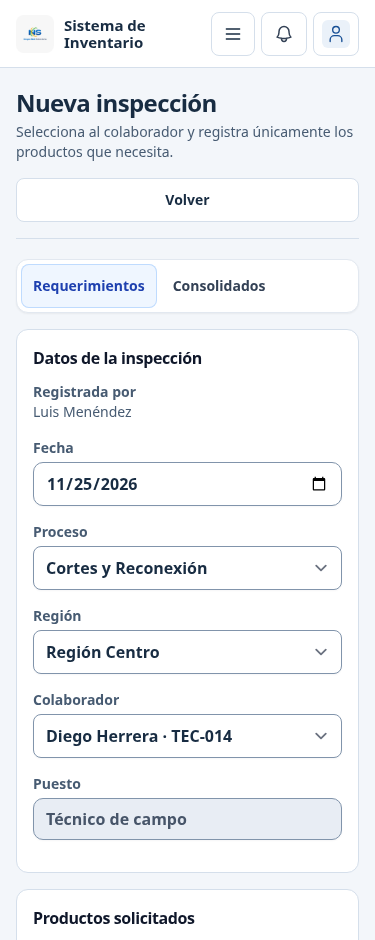 Sistema de
Inventario
Nueva inspección
Selecciona al colaborador y registra únicamente los
productos que necesita.
Volver
Requerimientos
Consolidados
Datos de la inspección
Registrada por
Luis Menéndez
Fecha
11/25/2026
Proceso
Cortes y Reconexión
Región
Región Centro
Colaborador
Diego Herrera · TEC-014
Puesto
Técnico de campo
Productos solicitados